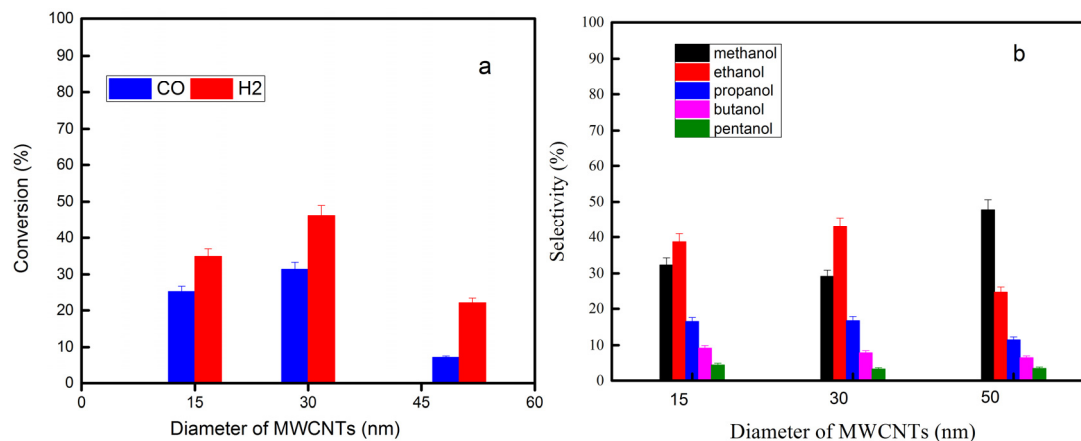 100
90
80
70
60
50
40
30
20
10
0
Conversion (%)
a
CO H2
0 15 30 45 60
Diameter of MWCNTs (nm)
100
90
80
70
60
50
40
30
20
10
0
Selectivity (%)
b
methanol
ethanol
propanol
butanol
pentanol
15 30 50
Diameter of MWCNTs (nm)